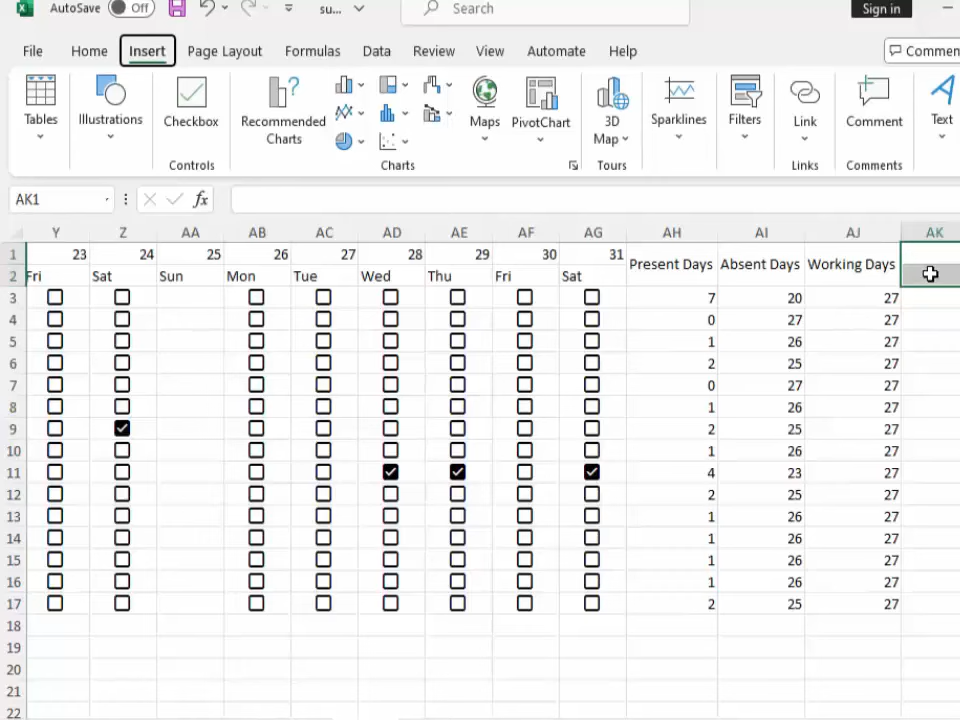 AutoSave Off su... Search Sign in
File Home Insert Page Layout Formulas Data Review View Automate Help Commen
Tables Illustrations Checkbox Recommended Charts Maps PivotChart 3D Map Sparklines Filters Link Comment Text
Controls Charts Tours Links Comments
AK1 fx
Y Z AA AB AC AD AE AF AG AH AI AJ AK
1 23 24 25 26 27 28 29 30 31 Present Days Absent Days Working Days
2 Fri Sat Sun Mon Tue Wed Thu Fri Sat
3 7 20 27
4 0 27 27
5 1 26 27
6 2 25 27
7 0 27 27
8 1 26 27
9 2 25 27
10 1 26 27
11 4 23 27
12 2 25 27
13 1 26 27
14 1 26 27
15 1 26 27
16 1 26 27
17 2 25 27
18
19
20
21
22